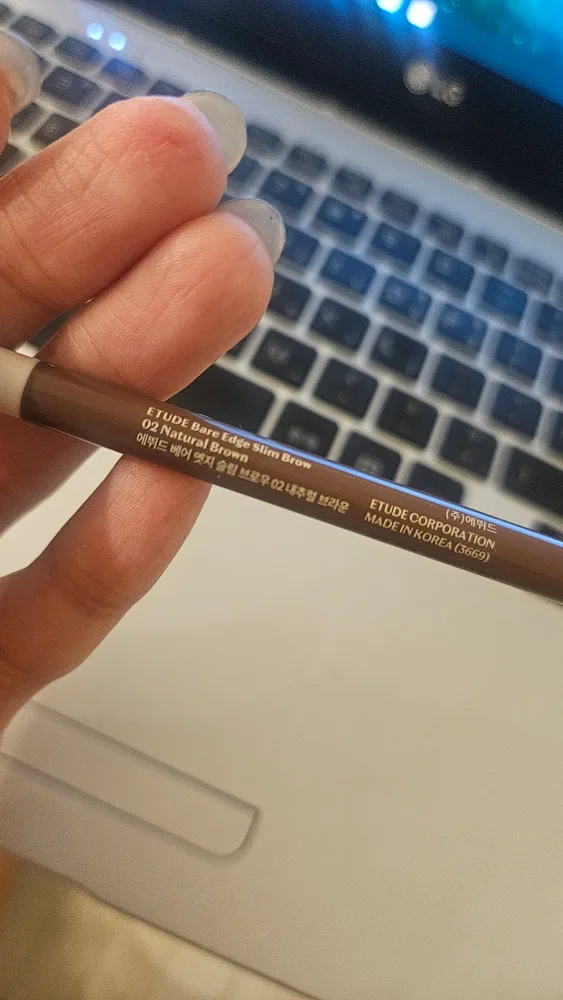 LG
ETUDE Bare Edge Slim Brow
02 Natural Brown
에뛰드 베어 엣지 슬림 브로우 02 내추럴 브라운
(주)에뛰드
ETUDE CORPORATION
MADE IN KOREA (3669)